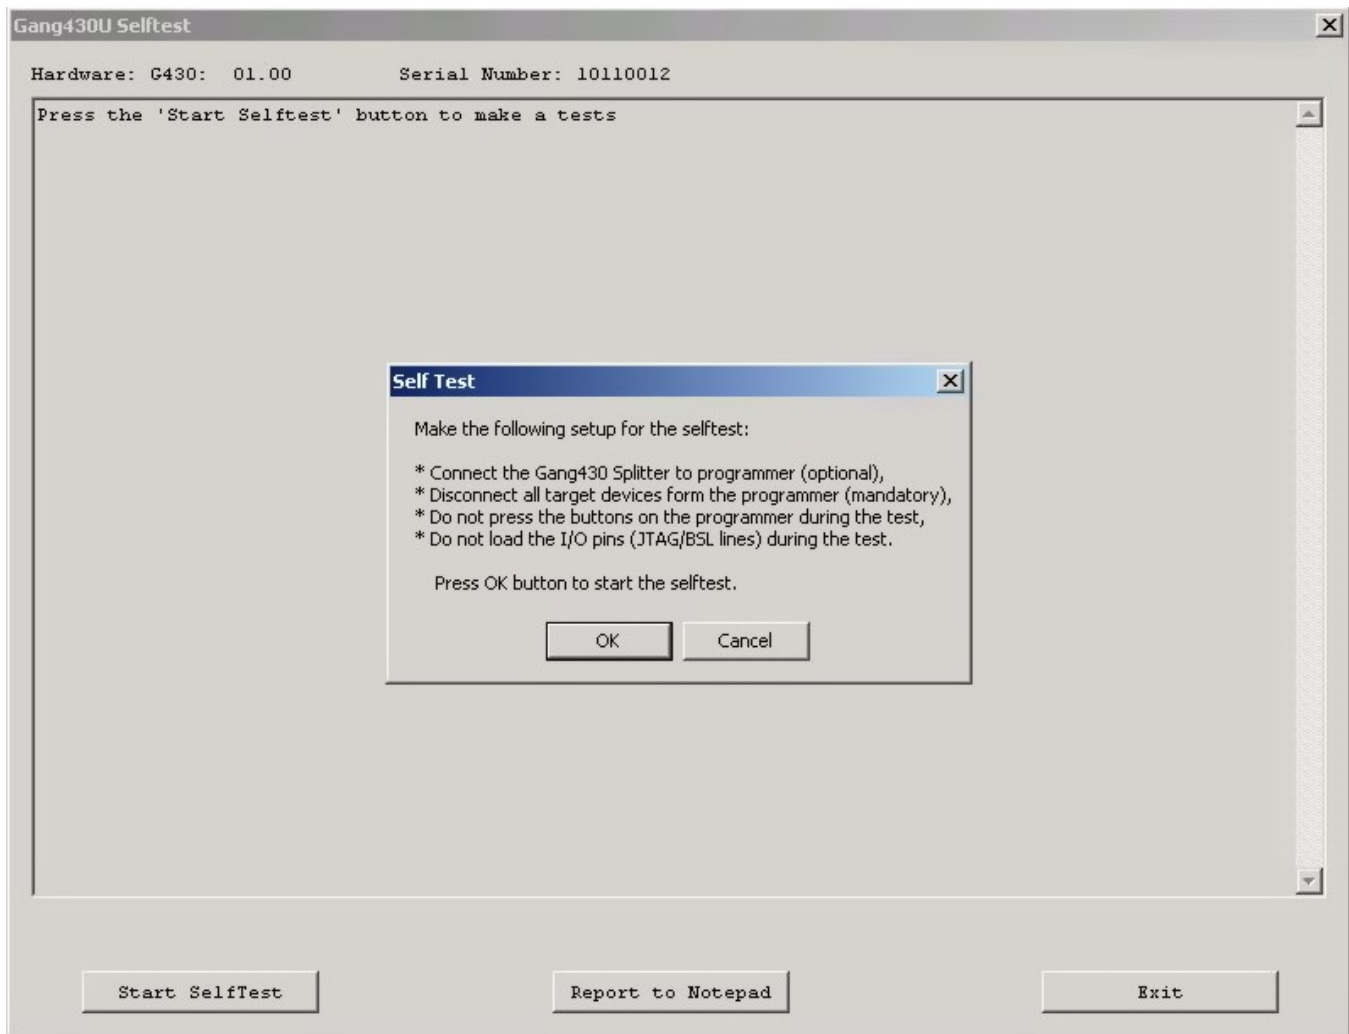 Gang430U Selftest
Hardware: G430: 01.00 Serial Number: 10110012
Press the 'Start Selftest' button to make a tests
Self Test
Make the following setup for the selftest:
* Connect the Gang430 Splitter to programmer (optional),
* Disconnect all target devices form the programmer (mandatory),
* Do not press the buttons on the programmer during the test,
* Do not load the I/O pins (JTAG/BSL lines) during the test.
Press OK button to start the selftest.
OK Cancel
Start SelfTest Report to Notepad Exit